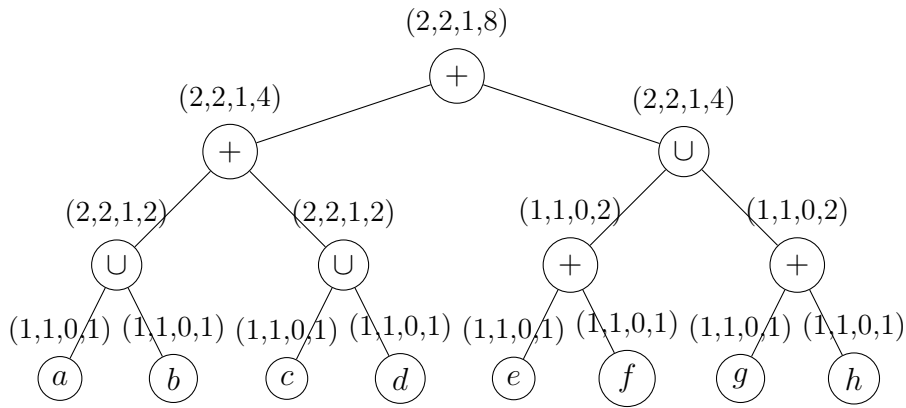 (2,2,1,8)
+
(2,2,1,4) (2,2,1,4)
+ ∪
(2,2,1,2) (2,2,1,2) (1,1,0,2) (1,1,0,2)
∪ ∪ + +
(1,1,0,1) (1,1,0,1) (1,1,0,1) (1,1,0,1) (1,1,0,1) (1,1,0,1) (1,1,0,1) (1,1,0,1)
a b c d e f g h